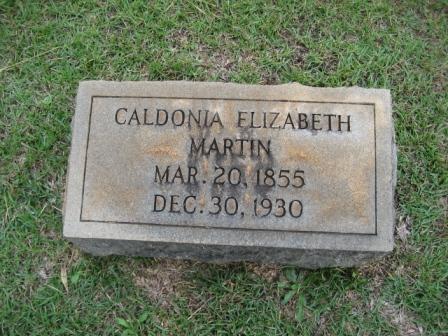 CALDONIA ELIZABETH
MARTIN
MAR. 20, 1855
DEC. 30, 1930